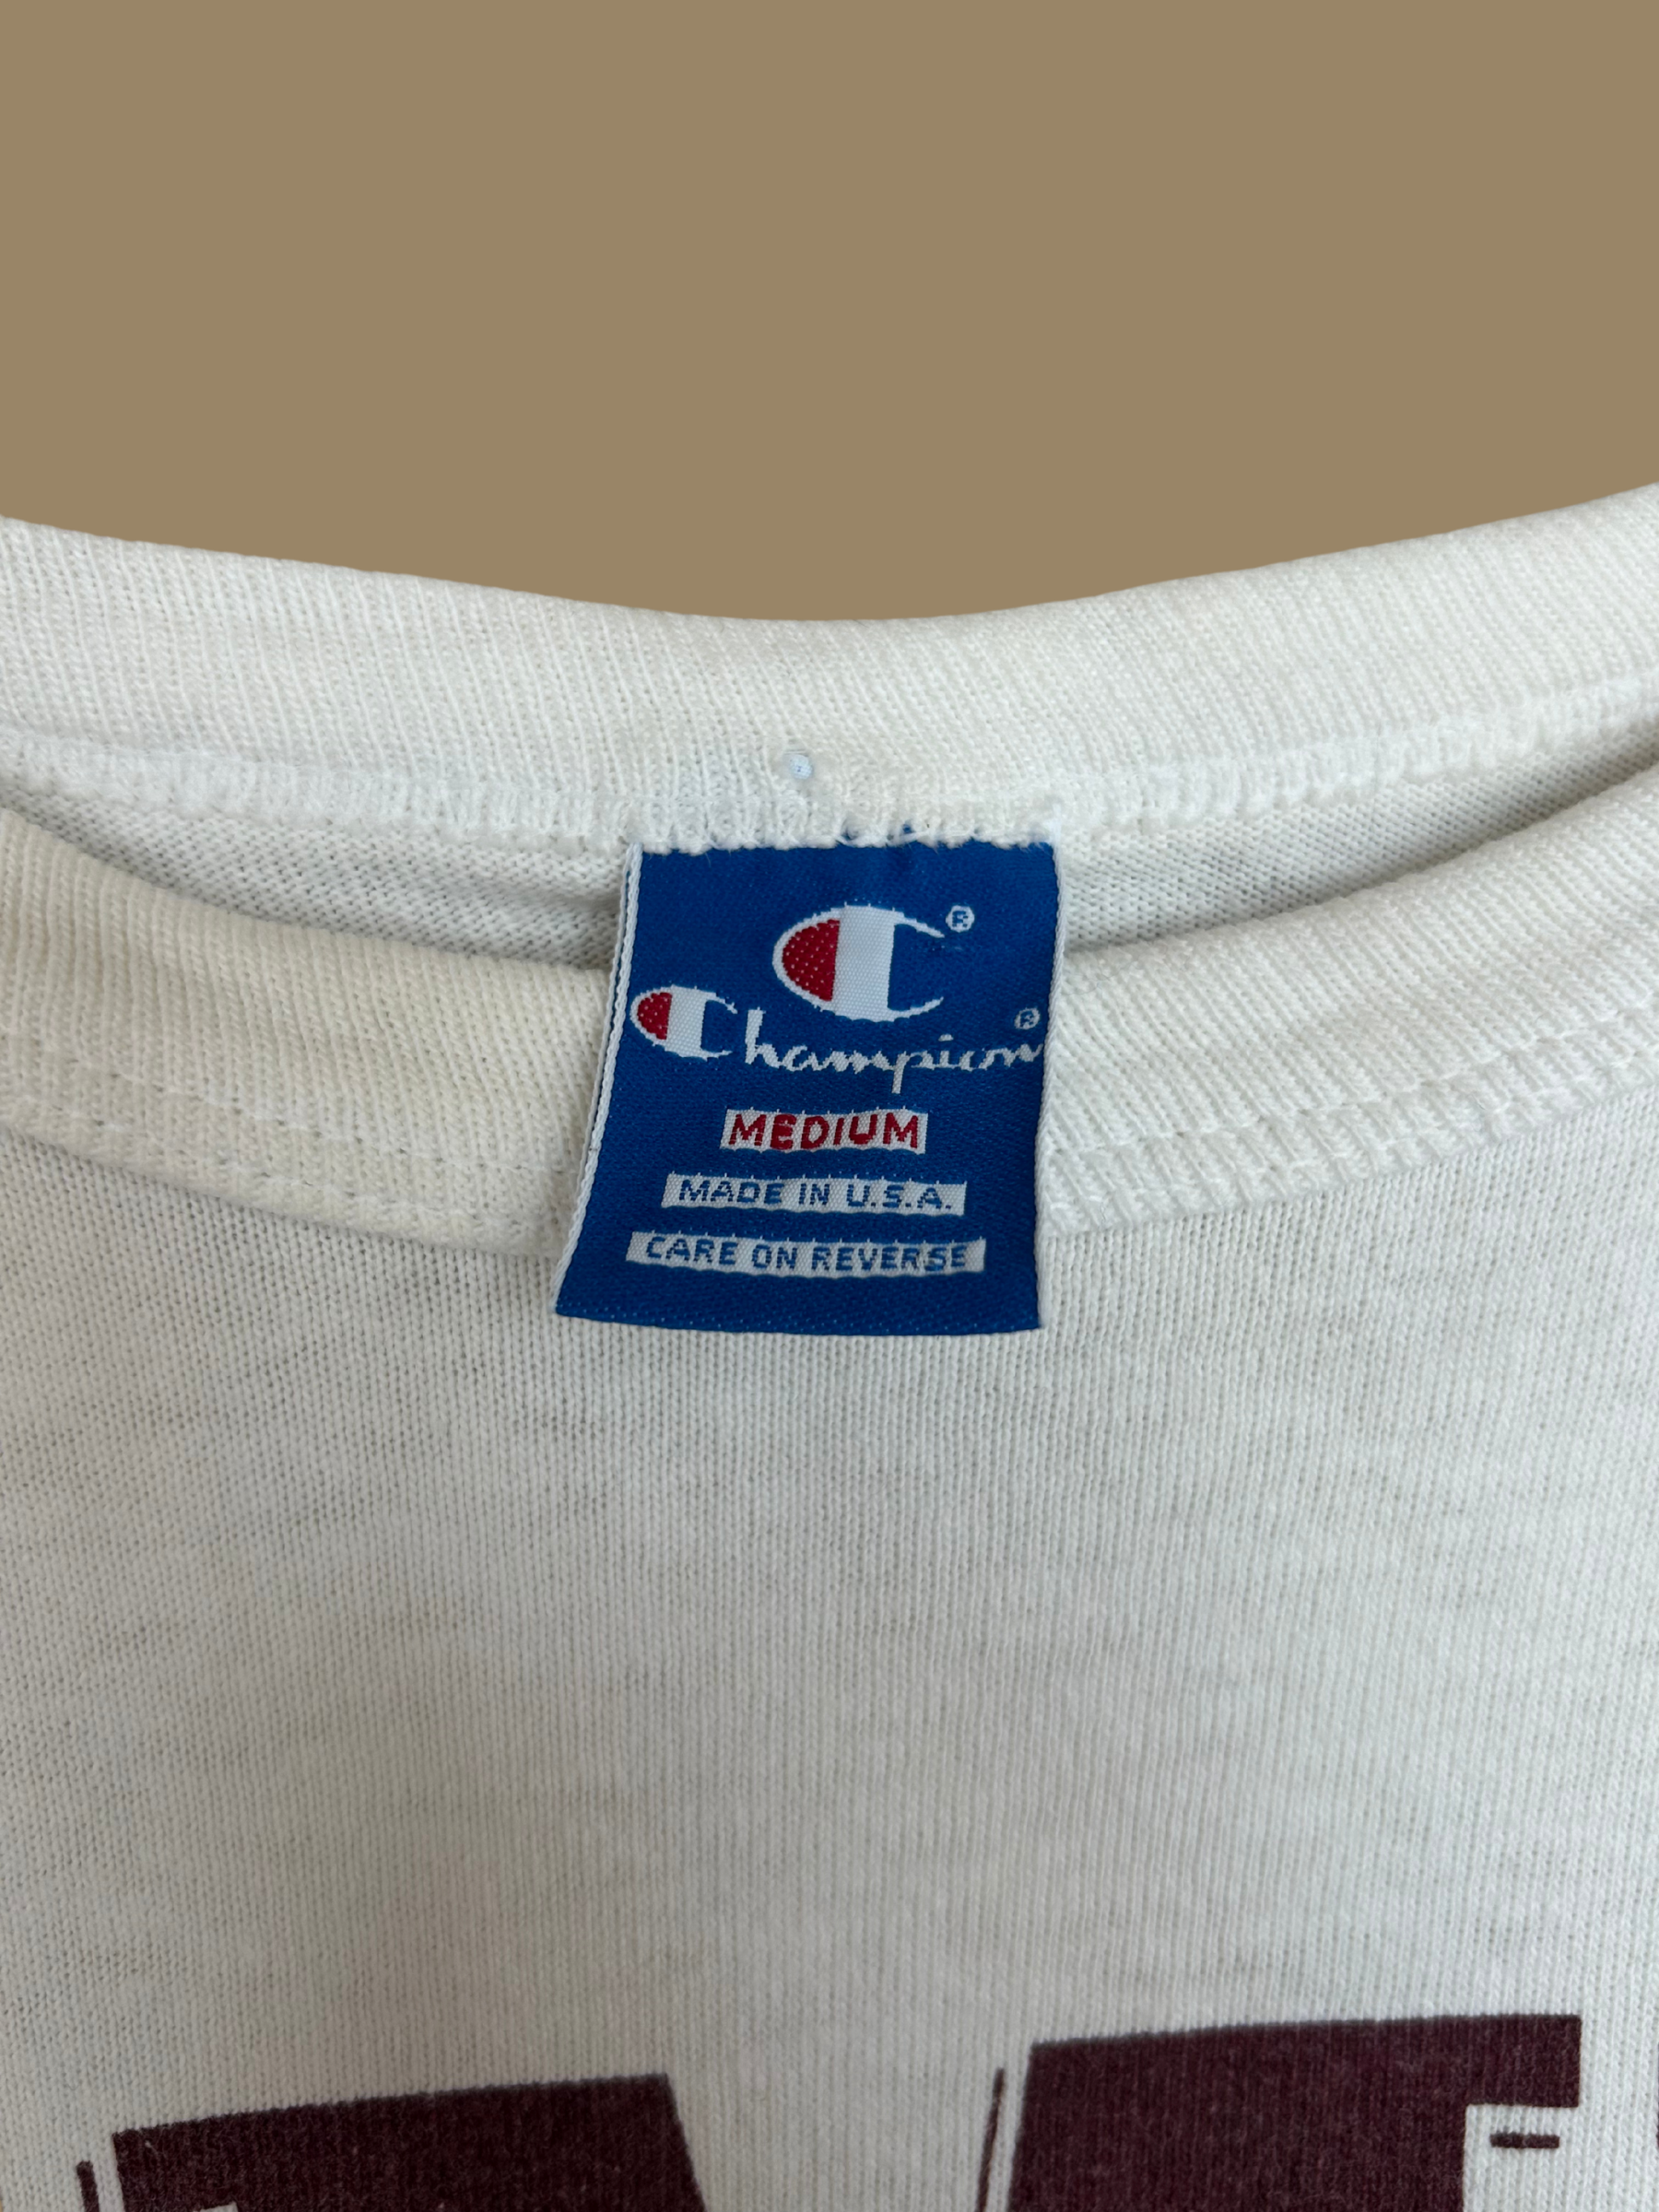 C®
Champion®
MEDIUM
MADE IN U.S.A.
CARE ON REVERSE